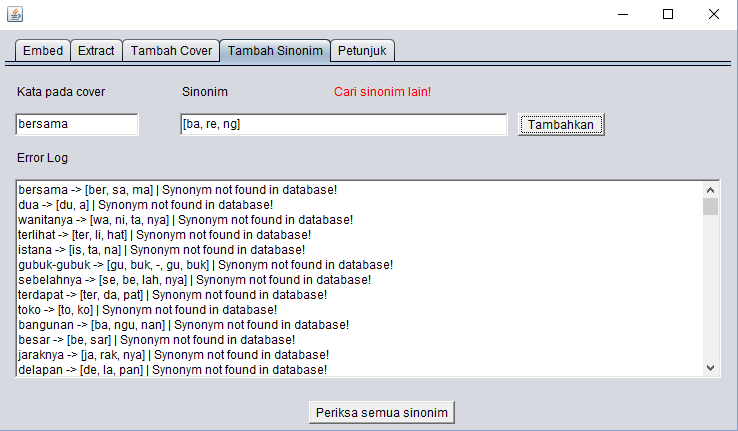 Embed Extract Tambah Cover Tambah Sinonim Petunjuk
Kata pada cover Sinonim Cari sinonim lain!
bersama [ba, re, ng] Tambahkan
Error Log
bersama -> [ber, sa, ma] | Synonym not found in database!
dua -> [du, a] | Synonym not found in database!
wanitanya -> [wa, ni, ta, nya] | Synonym not found in database!
terlihat -> [ter, li, hat] | Synonym not found in database!
istana -> [is, ta, na] | Synonym not found in database!
gubuk-gubuk -> [gu, buk, -, gu, buk] | Synonym not found in database!
sebelahnya -> [se, be, lah, nya] | Synonym not found in database!
terdapat -> [ter, da, pat] | Synonym not found in database!
toko -> [to, ko] | Synonym not found in database!
bangunan -> [ba, ngu, nan] | Synonym not found in database!
besar -> [be, sar] | Synonym not found in database!
jaraknya -> [ja, rak, nya] | Synonym not found in database!
delapan -> [de, la, pan] | Synonym not found in database!
Periksa semua sinonim